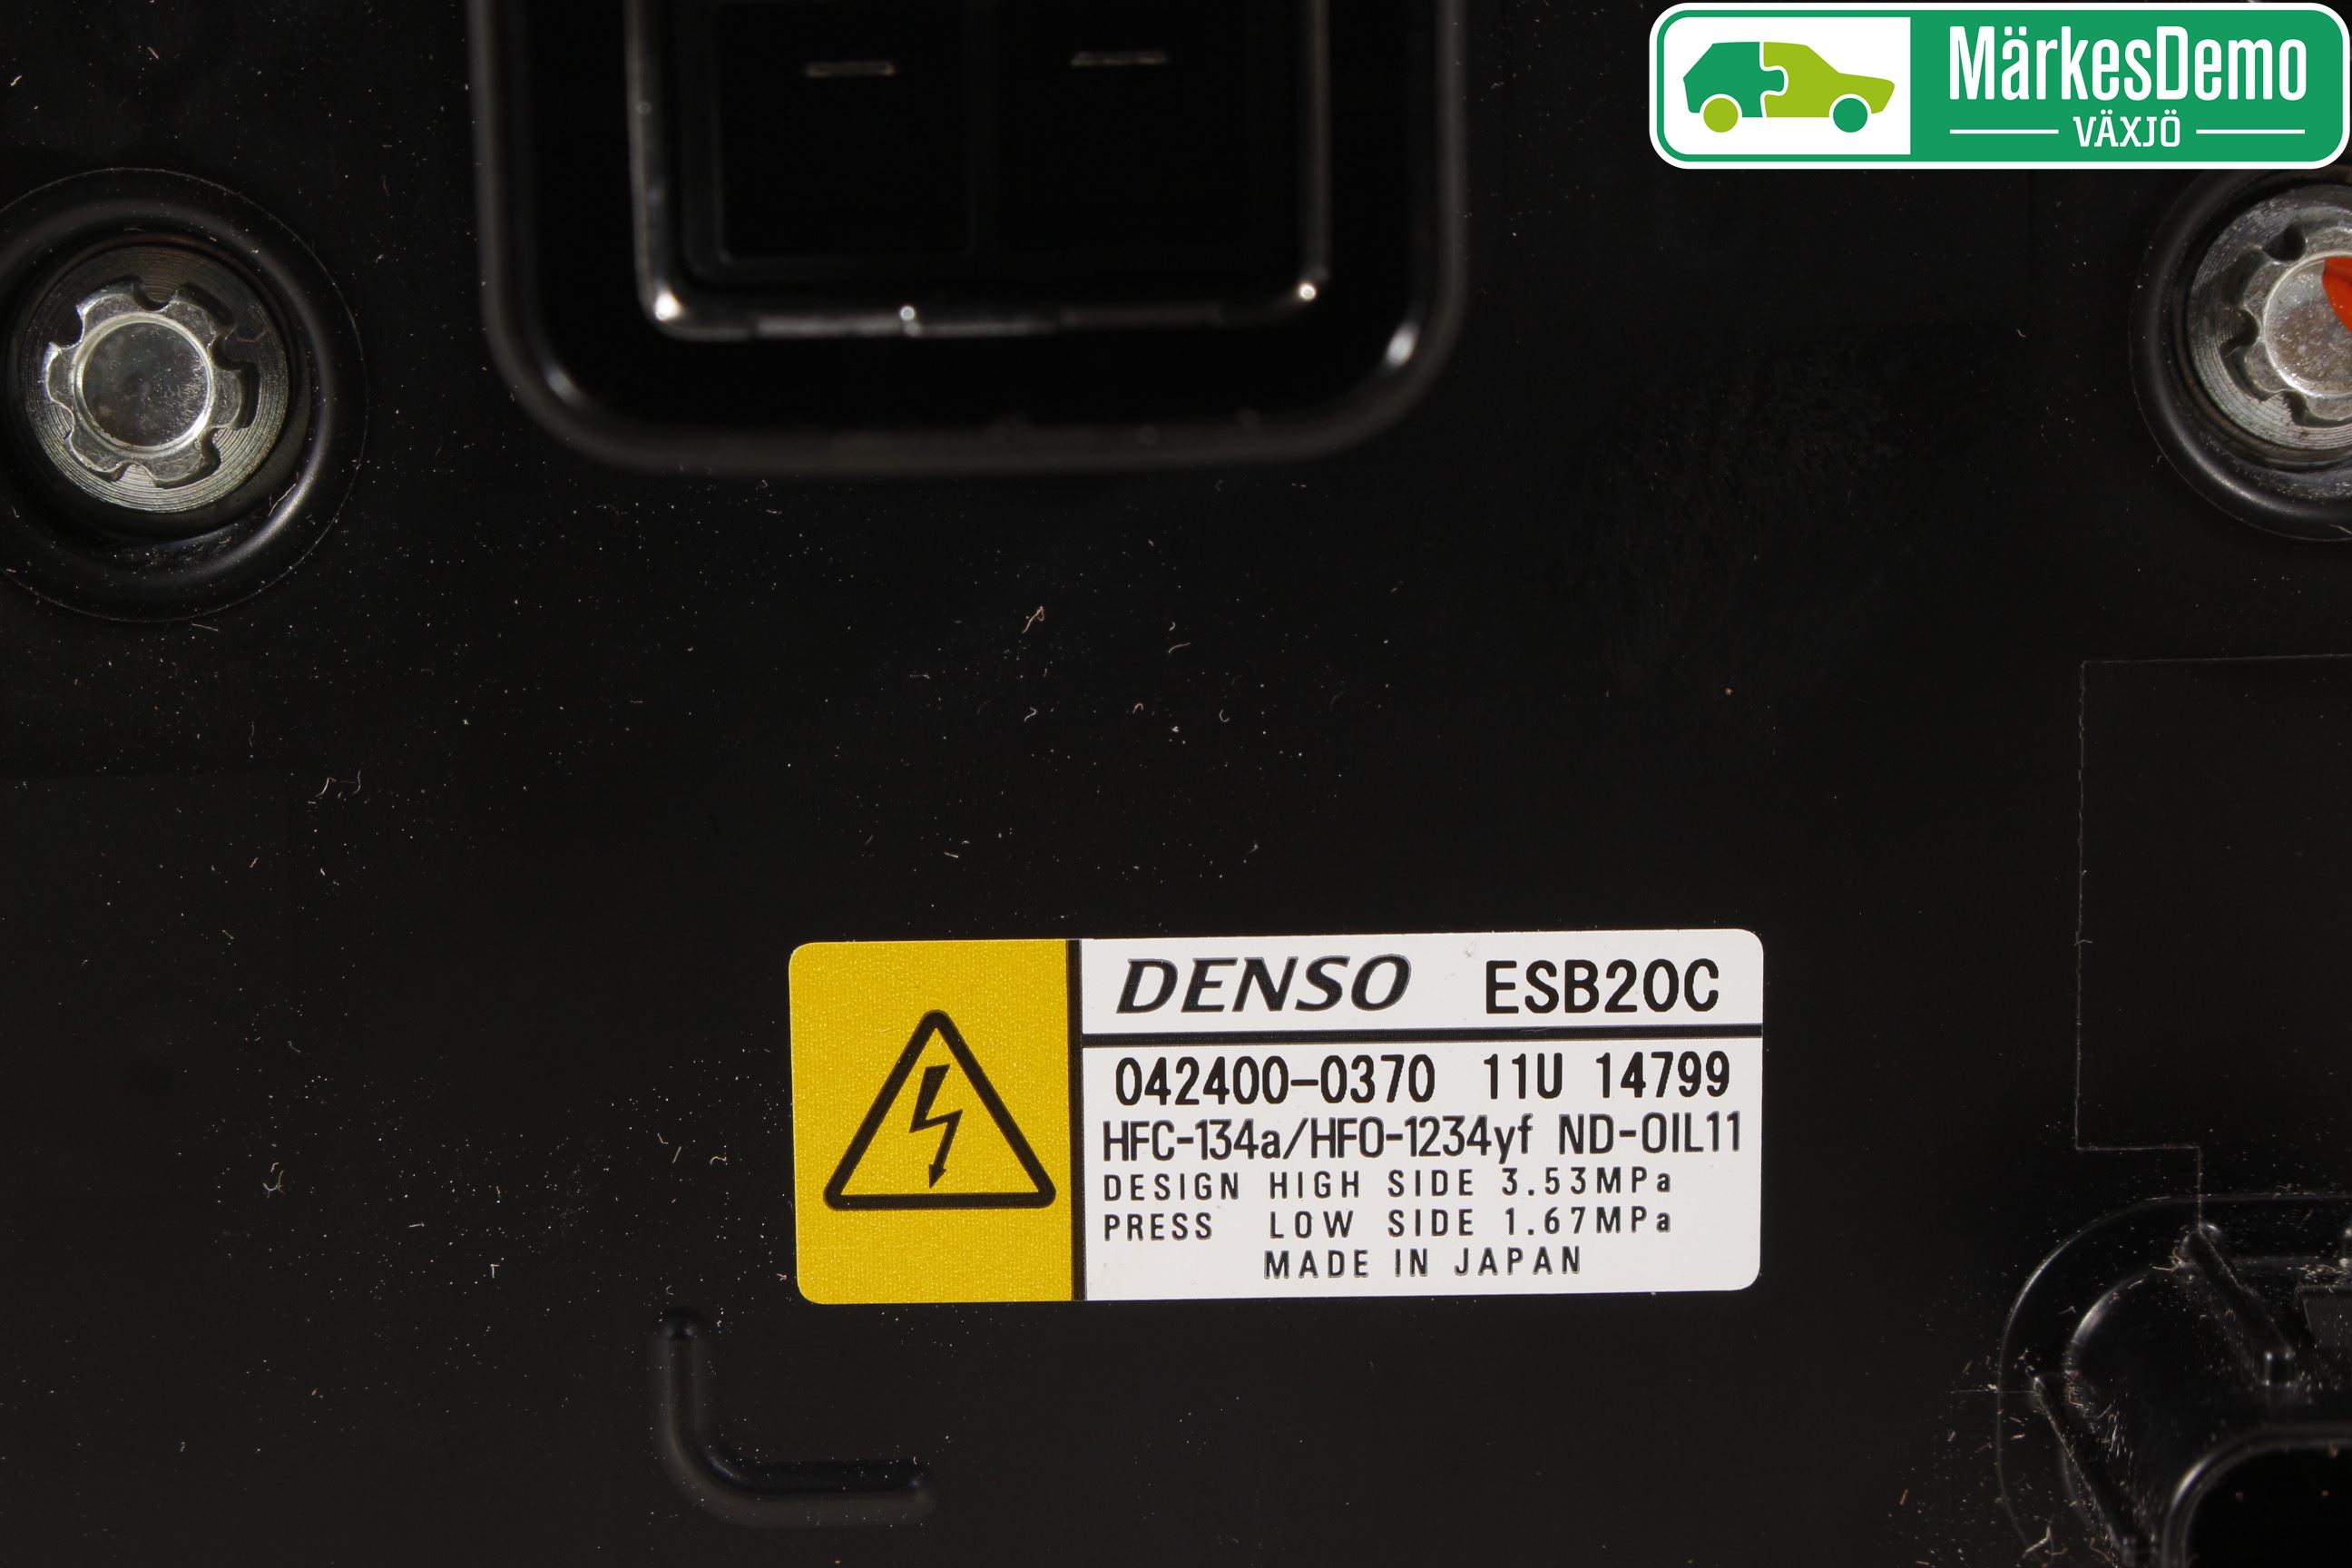 MärkesDemo
VÄXJÖ
DENSO ESB20C
042400-0370 11U 14799
HFC-134a/HFO-1234yf ND-OIL11
DESIGN HIGH SIDE 3.53MPa
PRESS LOW SIDE 1.67MPa
MADE IN JAPAN